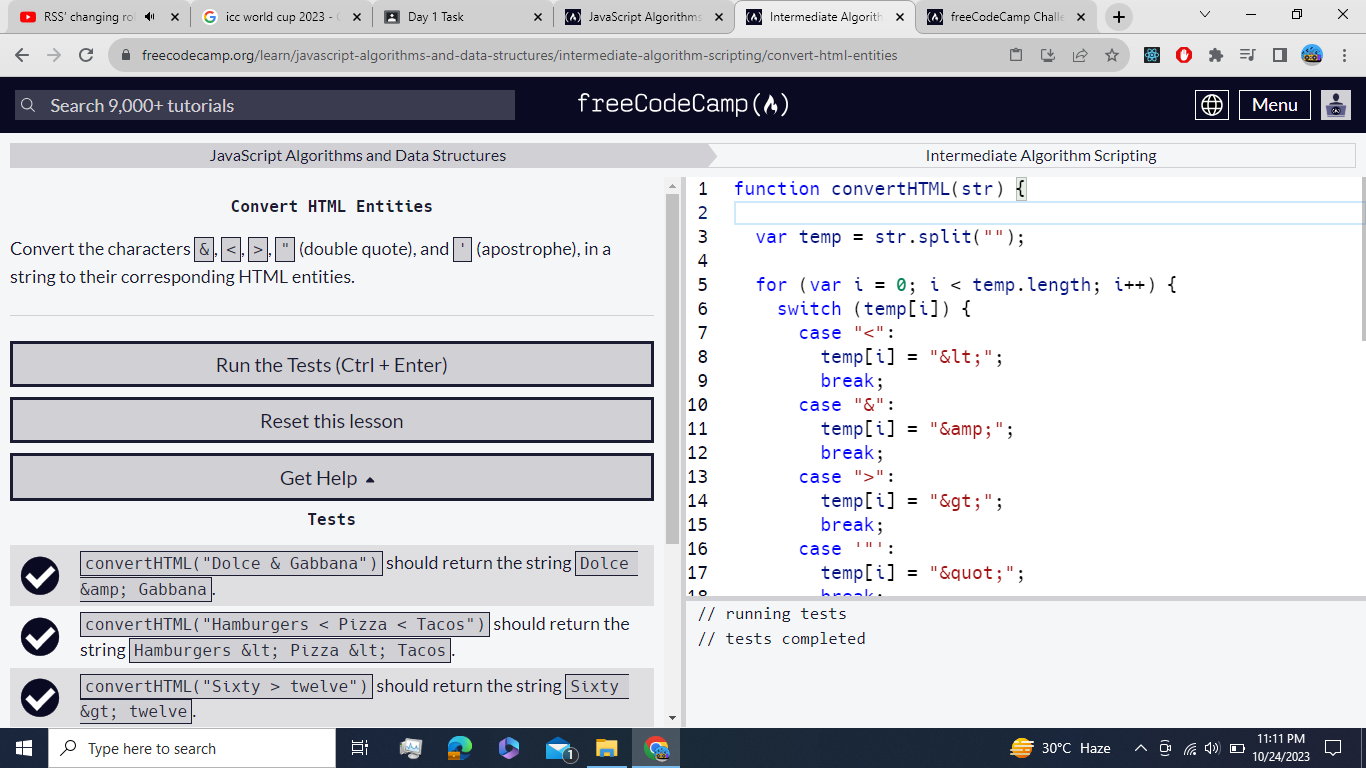 RSS' changing ro
icc world cup 2023 -
Day 1 Task
JavaScript Algorithms
Intermediate Algorith
freeCodeCamp Chall
freecodecamp.org/learn/javascript-algorithms-and-data-structures/intermediate-algorithm-scripting/convert-html-entities
Search 9,000+ tutorials
freeCodeCamp
Menu
JavaScript Algorithms and Data Structures
Intermediate Algorithm Scripting
Convert HTML Entities
Convert the characters &, <, >, " (double quote), and ' (apostrophe), in a
string to their corresponding HTML entities.
Run the Tests (Ctrl + Enter)
Reset this lesson
Get Help
Tests
convertHTML("Dolce & Gabbana") should return the string Dolce
&amp; Gabbana.
convertHTML("Hamburgers < Pizza < Tacos") should return the
string Hamburgers &lt; Pizza &lt; Tacos.
convertHTML("Sixty > twelve") should return the string Sixty
&gt; twelve.
1 function convertHTML(str) {
2
3 var temp = str.split("");
4
5 for (var i = 0; i < temp.length; i++) {
6 switch (temp[i]) {
7 case "<":
8 temp[i] = "&lt;";
9 break;
10 case "&":
11 temp[i] = "&amp;";
12 break;
13 case ">":
14 temp[i] = "&gt;";
15 break;
16 case '"':
17 temp[i] = "&quot;";
18 break;
// running tests
// tests completed
Type here to search
1
30°C Haze
11:11 PM
10/24/2023